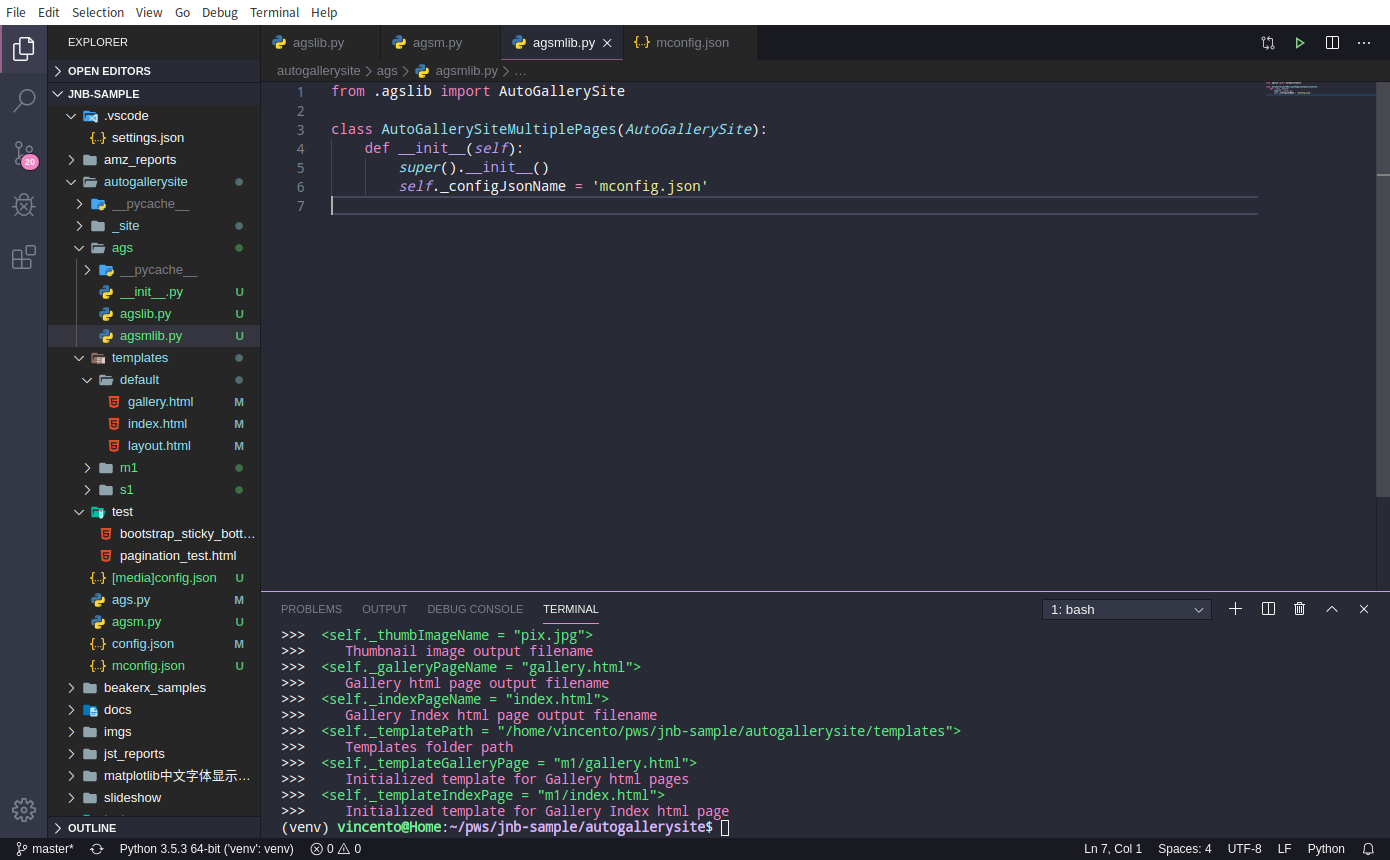 File Edit Selection View Go Debug Terminal Help
EXPLORER
OPEN EDITORS
JNB-SAMPLE
.vscode
{..} settings.json
amz_reports
autogallerysite
__pycache__
_site
ags
__pycache__
__init__.py U
agslib.py U
agsmlib.py U
templates
default
gallery.html M
index.html M
layout.html M
m1
s1
test
bootstrap_sticky_bott...
pagination_test.html
{..} [media]config.json U
ags.py M
agsm.py U
{..} config.json M
{..} mconfig.json U
beakerx_samples
docs
imgs
jst_reports
matplotlib中文字体显示...
slideshow
OUTLINE
20
agslib.py agsm.py agsmlib.py {..} mconfig.json
autogallerysite > ags > agsmlib.py > ...
1 from .agslib import AutoGallerySite
2
3 class AutoGallerySiteMultiplePages(AutoGallerySite):
4 def __init__(self):
5 super().__init__()
6 self._configJsonName = 'mconfig.json'
7
PROBLEMS OUTPUT DEBUG CONSOLE TERMINAL 1: bash
>>> <self._thumbImageName = "pix.jpg">
>>> Thumbnail image output filename
>>> <self._galleryPageName = "gallery.html">
>>> Gallery html page output filename
>>> <self._indexPageName = "index.html">
>>> Gallery Index html page output filename
>>> <self._templatePath = "/home/vincento/pws/jnb-sample/autogallerysite/templates">
>>> Templates folder path
>>> <self._templateGalleryPage = "m1/gallery.html">
>>> Initialized template for Gallery html pages
>>> <self._templateIndexPage = "m1/index.html">
>>> Initialized template for Gallery Index html page
(venv) vincento@Home:~/pws/jnb-sample/autogallerysite$
master* Python 3.5.3 64-bit ('venv': venv) 0 0 Ln 7, Col 1 Spaces: 4 UTF-8 LF Python